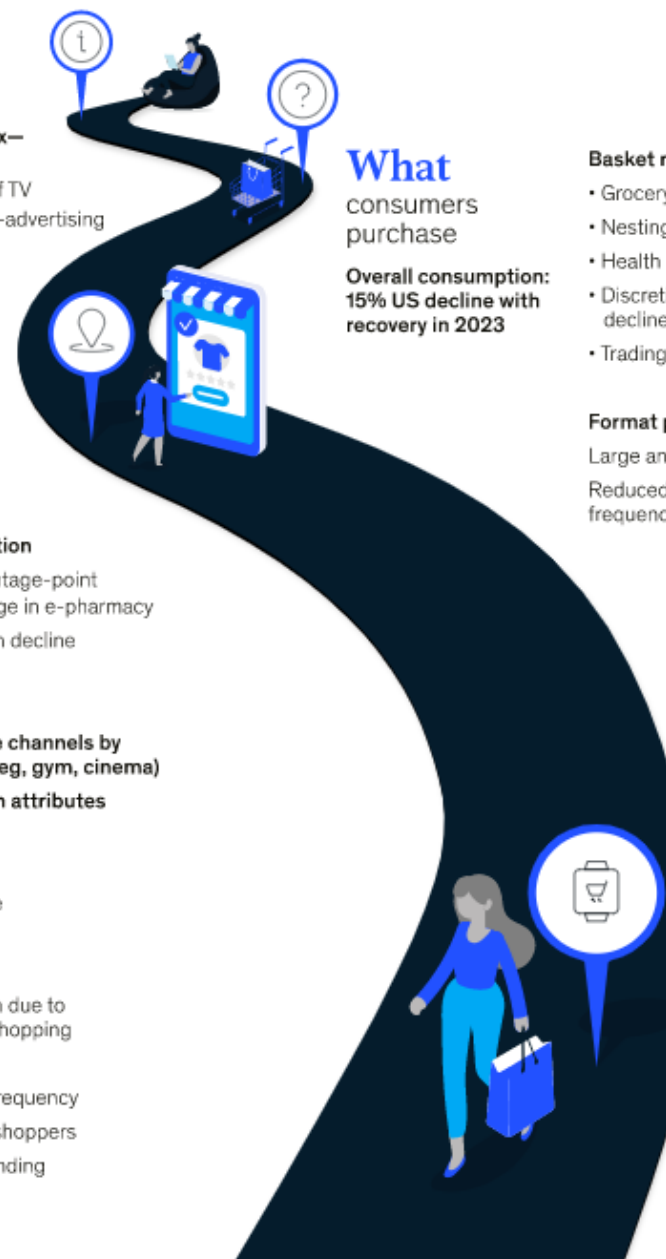 i
?
x—
f TV
-advertising
What
consumers
purchase
Overall consumption:
15% US decline with
recovery in 2023
Basket r
• Grocery
• Nesting
• Health
• Discret
decline
• Trading
Format p
Large an
Reduced
frequenc
tion
tage-point
ge in e-pharmacy
n decline
e channels by
eg, gym, cinema)
n attributes
e
n due to
hopping
requency
shoppers
nding